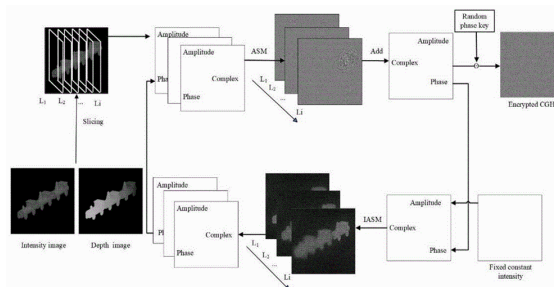 Random
phase key
Amplitude
Amplitude
ASM
Add
Complex
Complex
L1
L2
...
Li
L1
L2
...
Li
Phase
Phase
Phase
Encrypted CGH
Slicing
Amplitude
Amplitude
IASM
Complex
Complex
L1
L2
...
Li
Phase
Phase
Intensity image
Depth image
Fixed constant
intensity